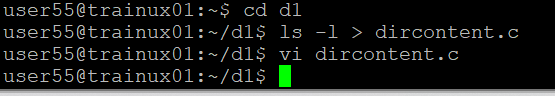 user55@trainux01:~$ cd d1
user55@trainux01:~/d1$ ls -l > dircontent.c
user55@trainux01:~/d1$ vi dircontent.c
user55@trainux01:~/d1$